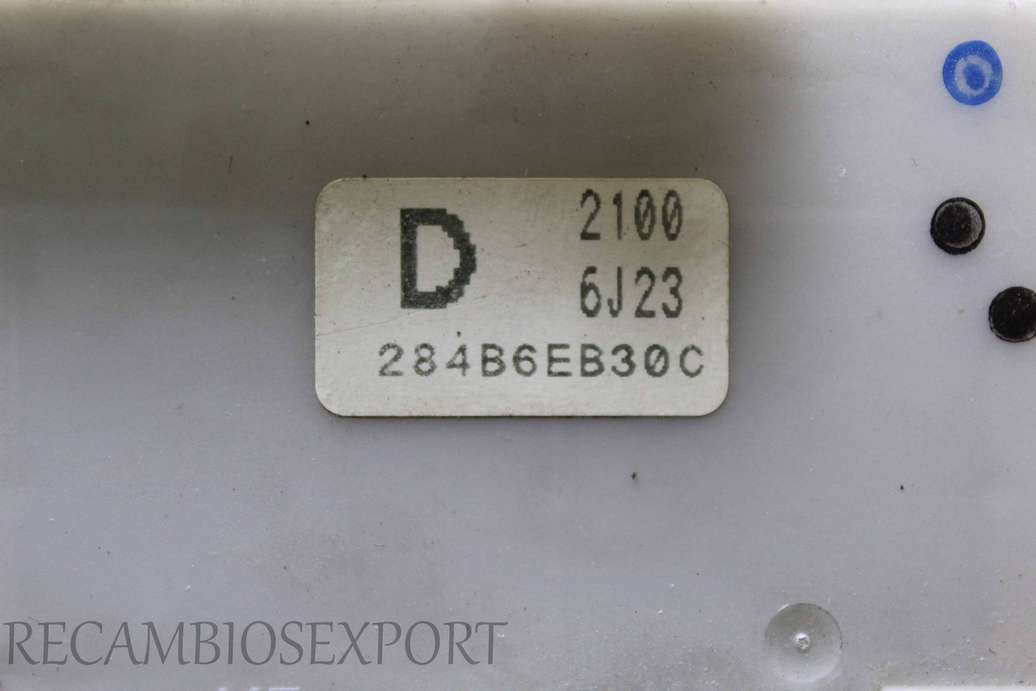 D 2100
6J23
284B6EB30C
RECAMBIOSEXPORT